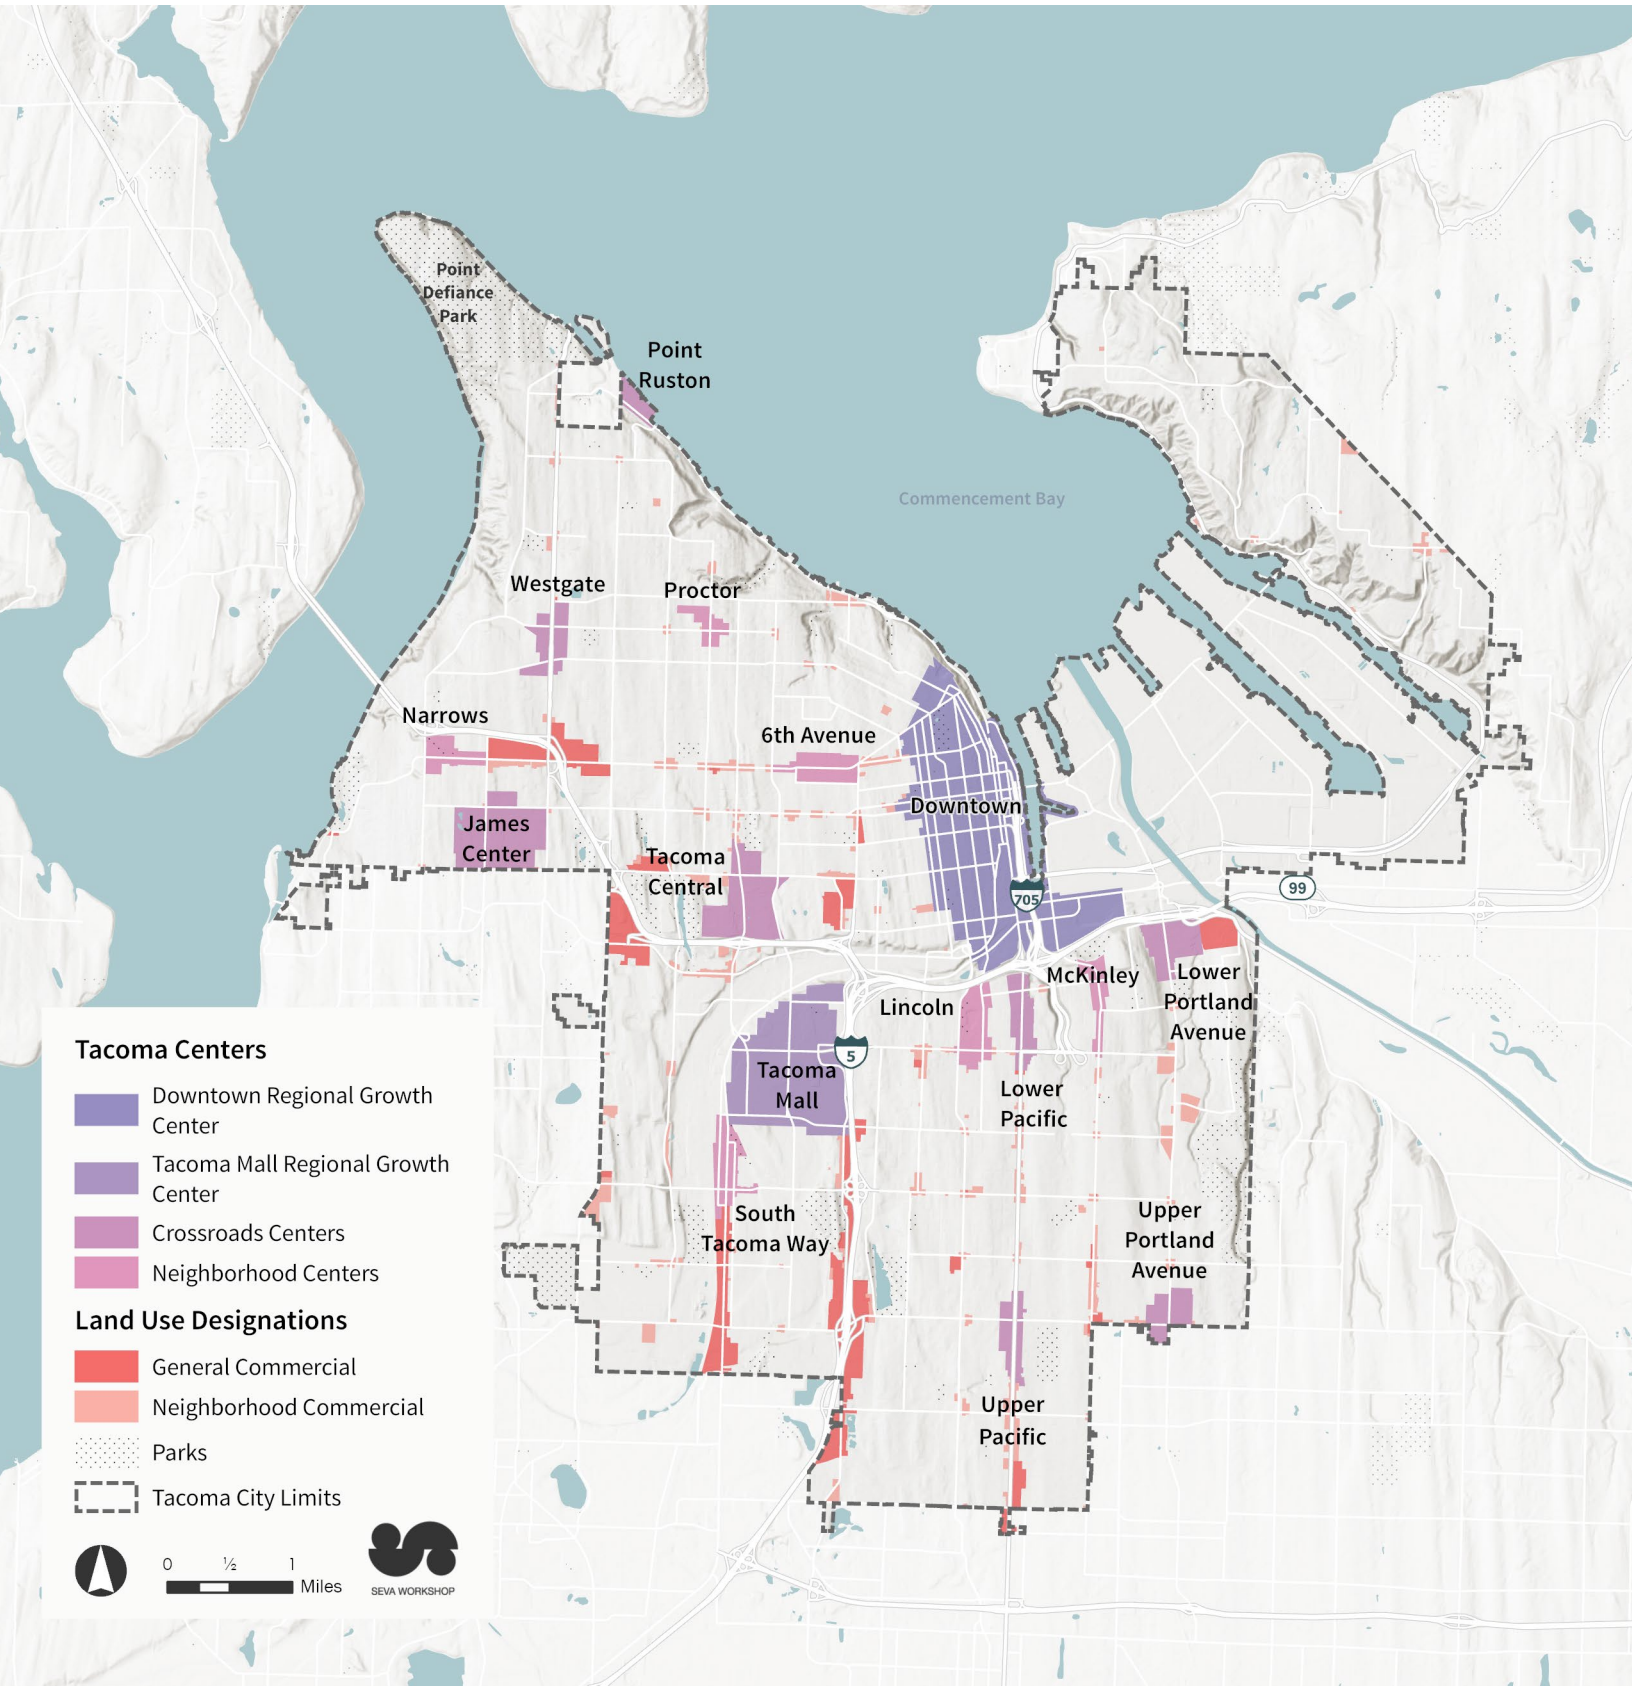 Point
Defiance
Park
Point
Ruston
Commencement Bay
Westgate
Proctor
Narrows
6th Avenue
Downtown
James
Center
Tacoma
Central
705
99
McKinley
Lower
Portland
Avenue
Lincoln
5
Tacoma
Mall
Lower
Pacific
South
Tacoma Way
Upper
Portland
Avenue
Upper
Pacific
Tacoma Centers
Downtown Regional Growth
Center
Tacoma Mall Regional Growth
Center
Crossroads Centers
Neighborhood Centers
Land Use Designations
General Commercial
Neighborhood Commercial
Parks
Tacoma City Limits
0 ½ 1
Miles
SEVA WORKSHOP